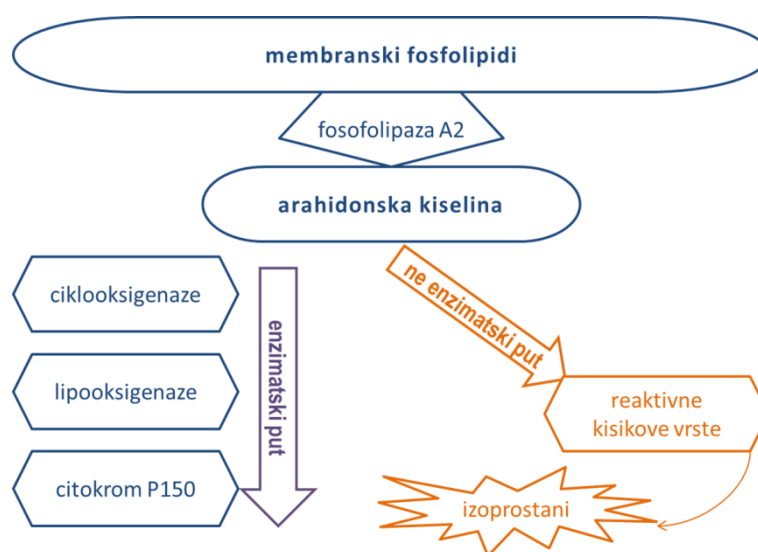 membranski fosfolipidi
fosofolipaza A2
arahidonska kiselina
ciklooksigenaze
lipooksigenaze
citokrom P150
enzimatski put
ne enzimatski put
reaktivne
kisikove vrste
izoprostani